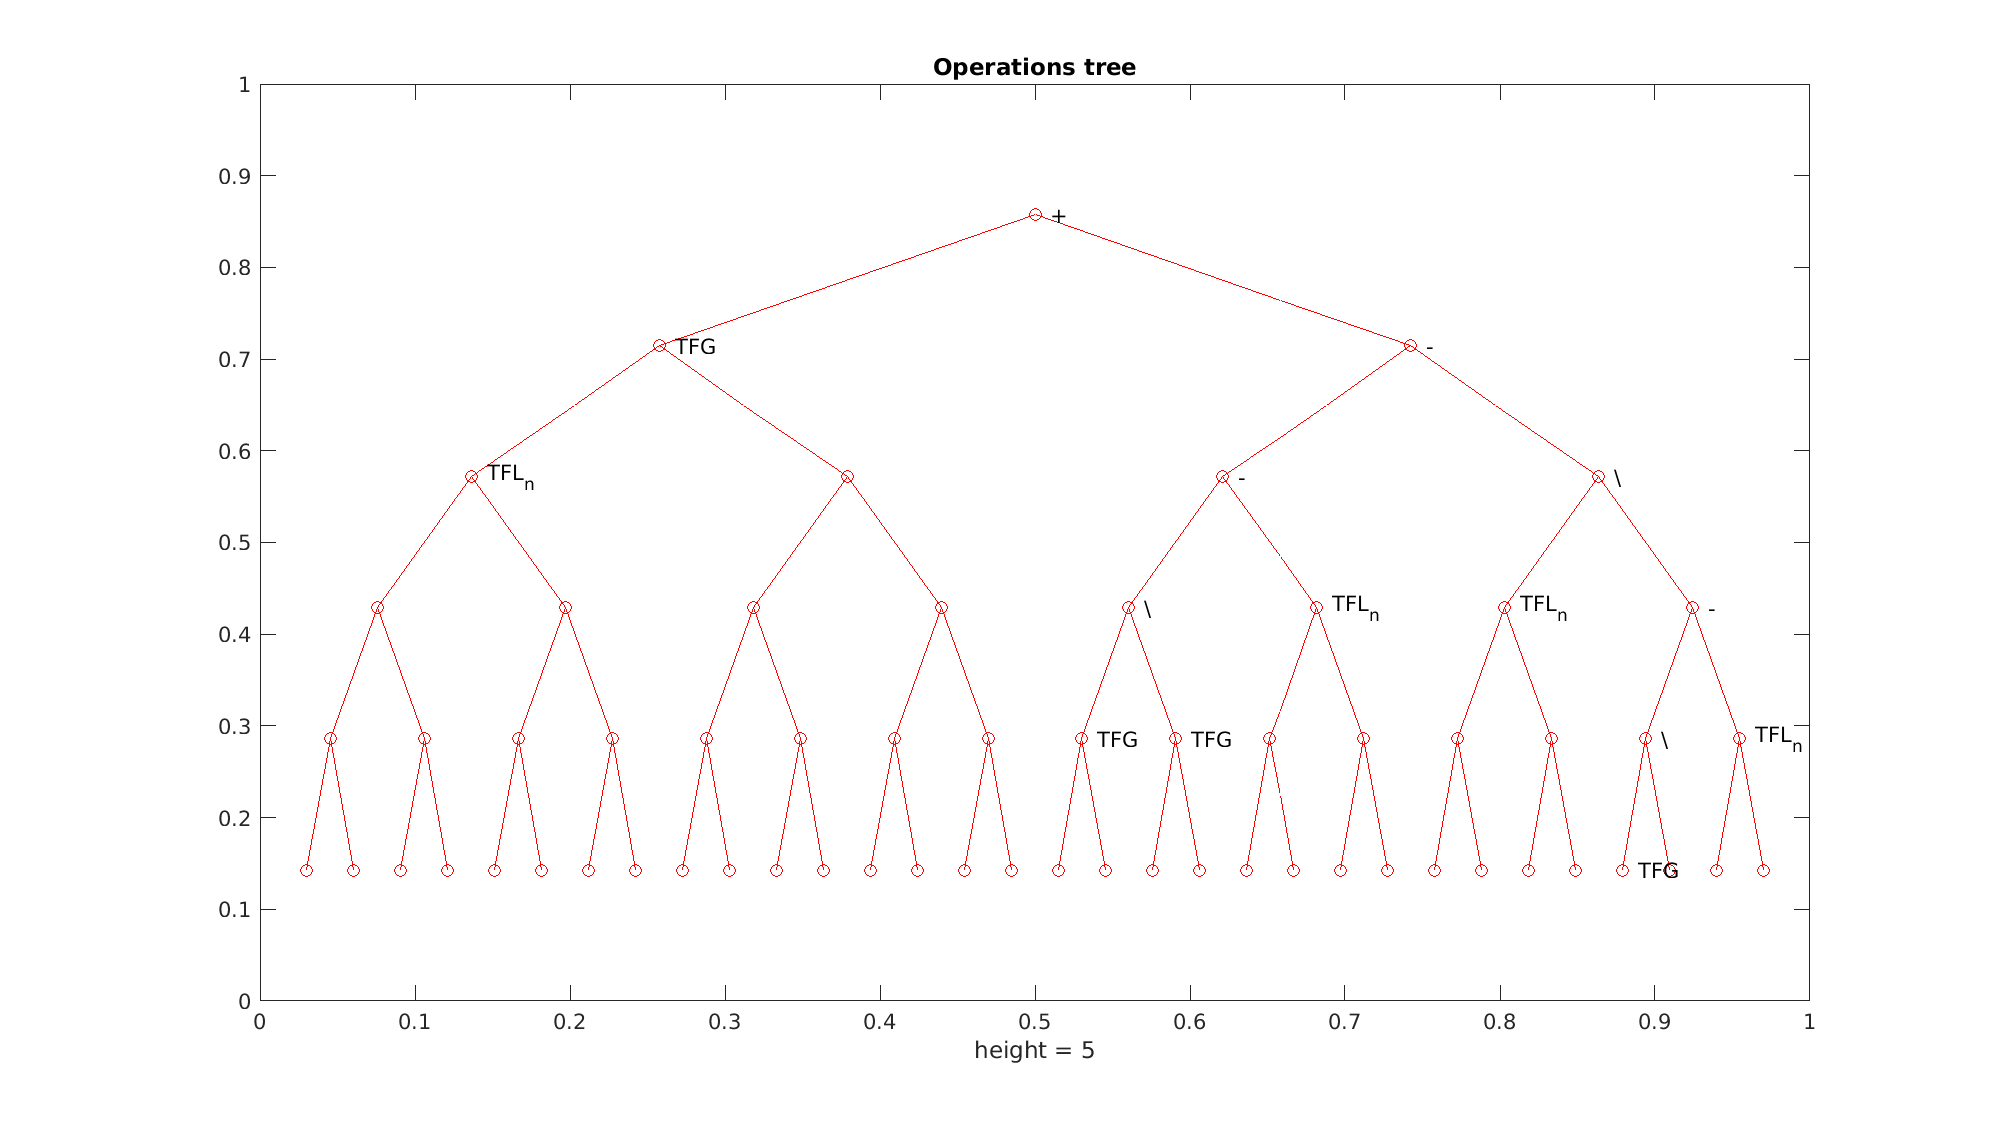 Operations tree
1
0.9
+
0.8
TFG
-
0.7
0.6
TFLn
-
\
0.5
\
TFLn
TFLn
-
0.4
0.3
TFG
TFG
\
TFLn
0.2
TFG
0.1
0
0 0.1 0.2 0.3 0.4 0.5 0.6 0.7 0.8 0.9 1
height = 5